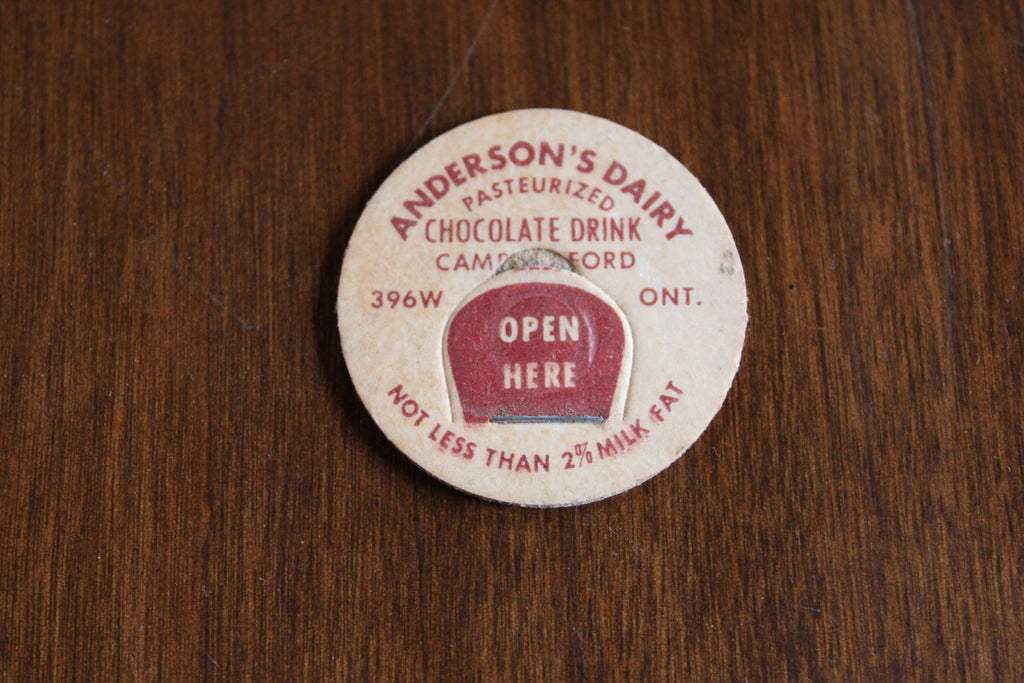 ANDERSON'S DAIRY
PASTEURIZED
CHOCOLATE DRINK
396W
ONT.
OPEN
HERE
NOT LESS THAN 2% MILK FAT